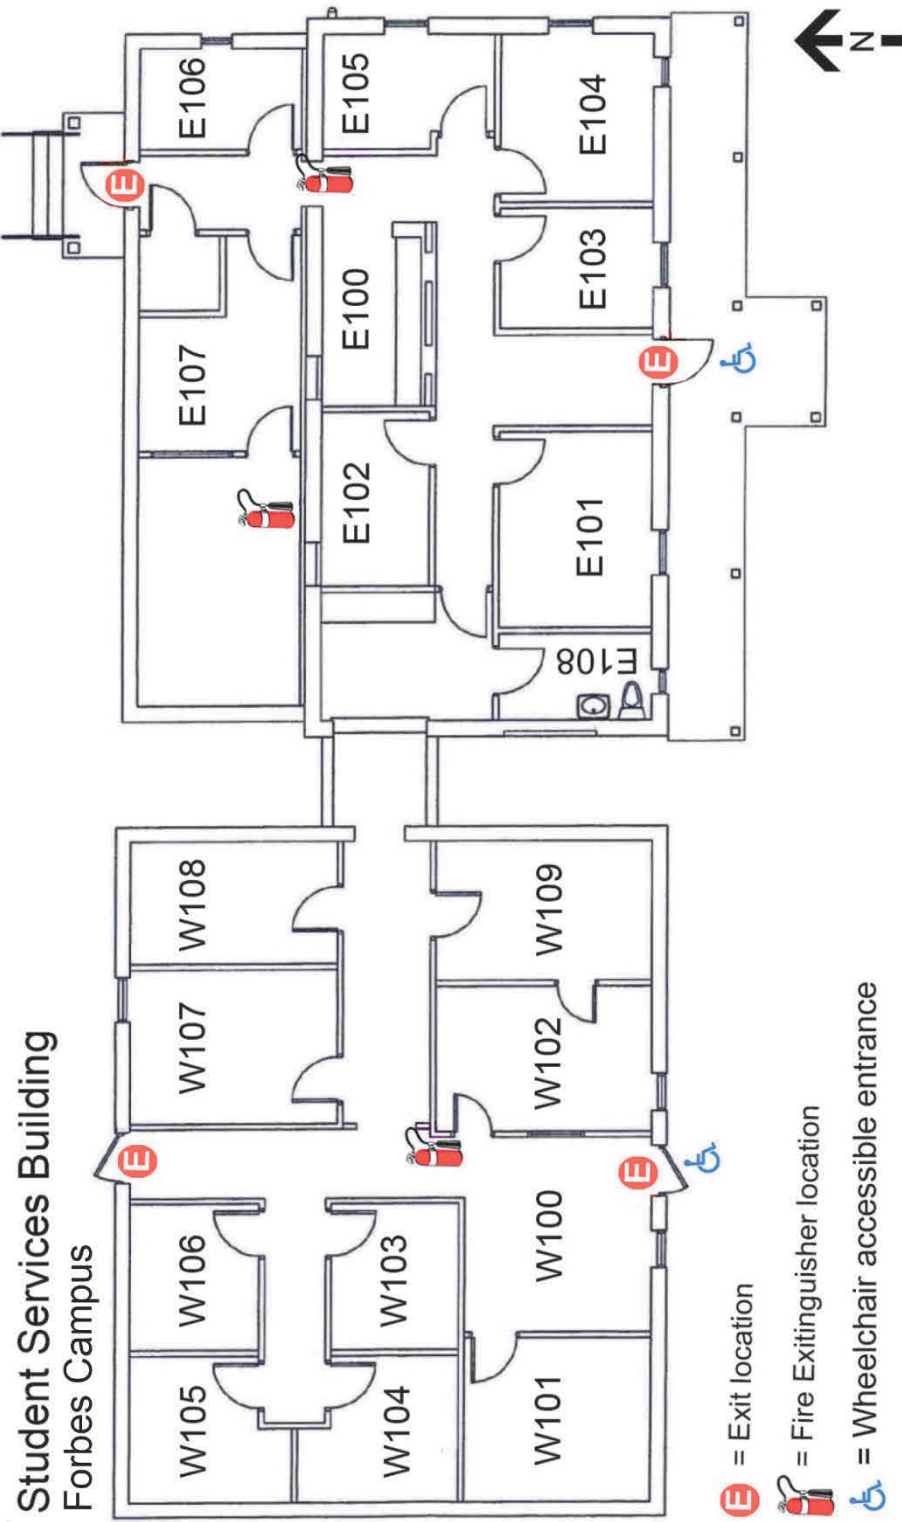 Student Services Building
Forbes Campus
W105
W106
W107
W108
E107
E106
E
E
W104
W103
E102
E100
E105
W101
W100
W102
W109
E108
E101
E103
E104
E
E
E = Exit location
= Fire Exitinguisher location
= Wheelchair accessible entrance
N